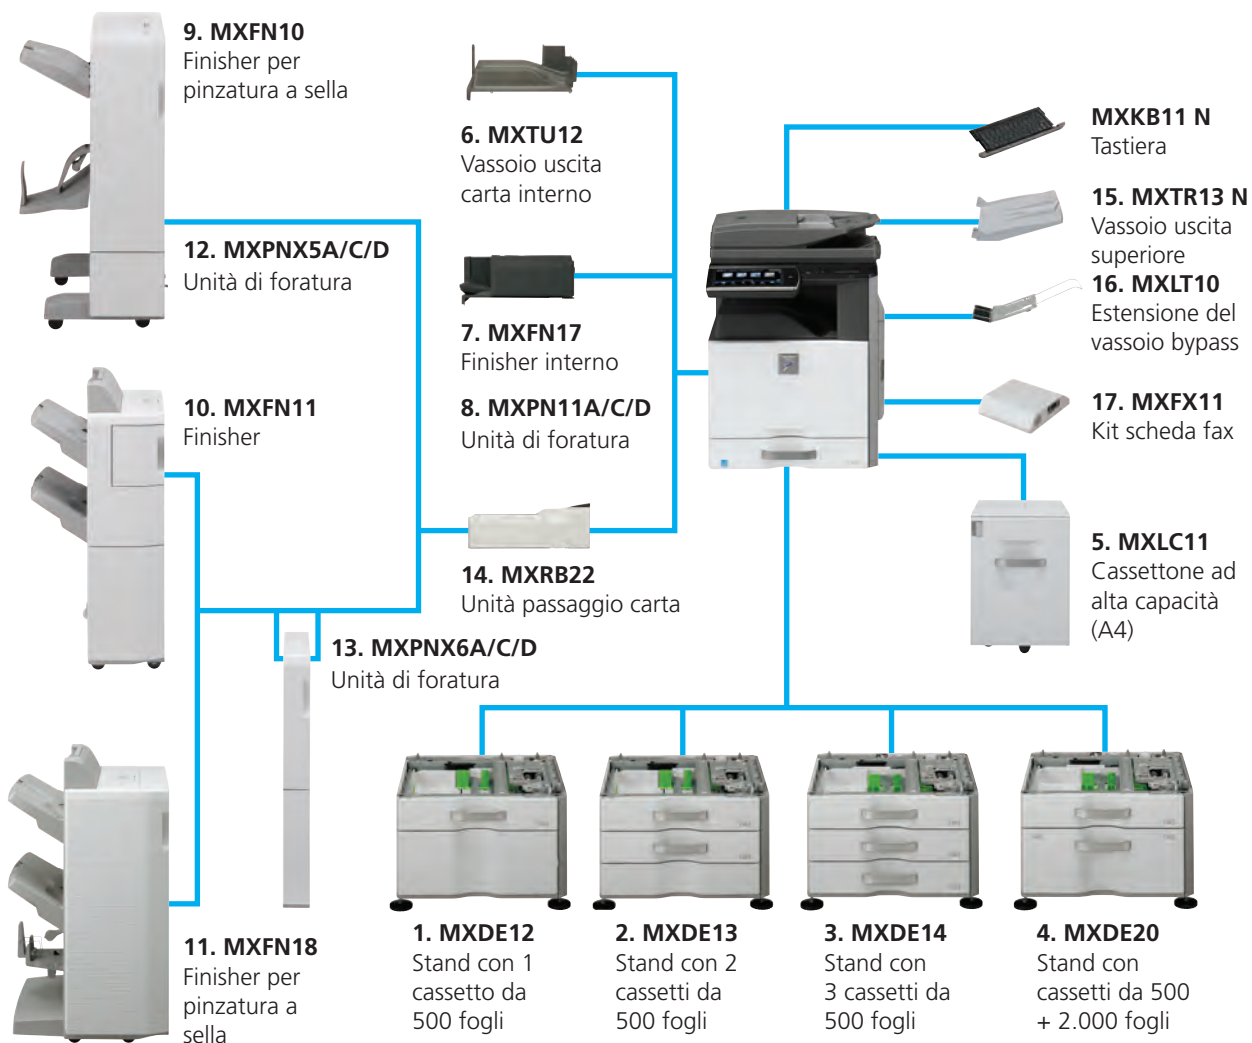 9. MXFN10
Finisher per
pinzatura a sella
12. MXPNX5A/C/D
Unità di foratura
10. MXFN11
Finisher
13. MXPNX6A/C/D
Unità di foratura
11. MXFN18
Finisher per
pinzatura a
sella
6. MXTU12
Vassoio uscita
carta interno
7. MXFN17
Finisher interno
8. MXPN11A/C/D
Unità di foratura
14. MXRB22
Unità passaggio carta
MXKB11 N
Tastiera
15. MXTR13 N
Vassoio uscita
superiore
16. MXLT10
Estensione del
vassoio bypass
17. MXFX11
Kit scheda fax
5. MXLC11
Cassettone ad
alta capacità
(A4)
1. MXDE12
Stand con 1
cassetto da
500 fogli
2. MXDE13
Stand con 2
cassetti da
500 fogli
3. MXDE14
Stand con
3 cassetti da
500 fogli
4. MXDE20
Stand con
cassetti da 500
+ 2.000 fogli